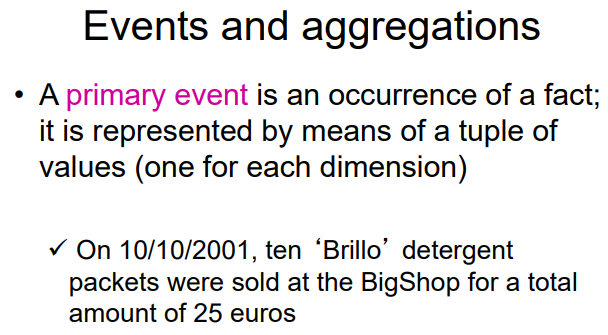 Events and aggregations
• A primary event is an occurrence of a fact;
it is represented by means of a tuple of
values (one for each dimension)
✓ On 10/10/2001, ten ‘Brillo’ detergent
packets were sold at the BigShop for a total
amount of 25 euros